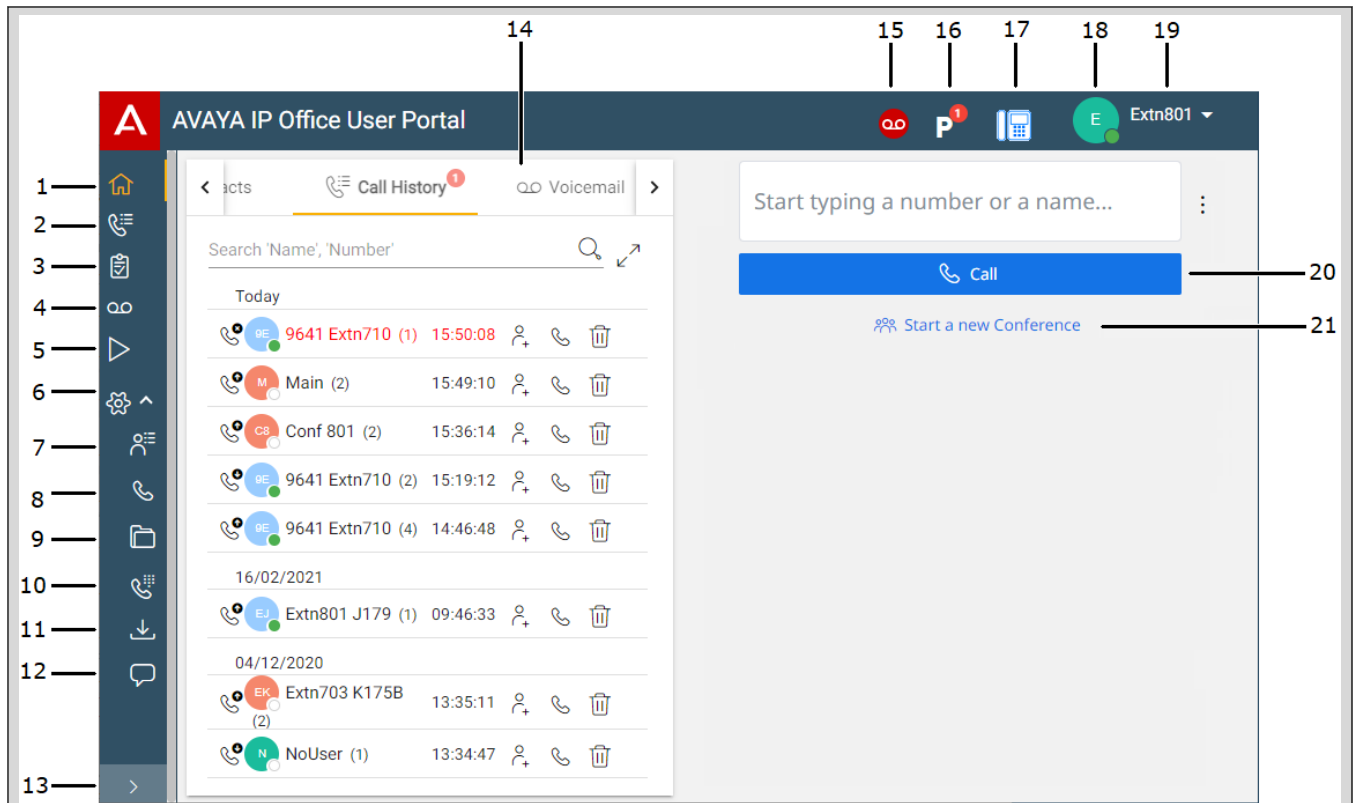 14
15 16 17 18 19
AVAYA IP Office User Portal
P 1
E
Extn801
1
2
3
4
5
6
7
8
9
10
11
12
13
acts
Call History 1
Voicemail
Search 'Name', 'Number'
Today
9E 9641 Extn710 (1) 15:50:08
M Main (2) 15:49:10
C8 Conf 801 (2) 15:36:14
9E 9641 Extn710 (2) 15:19:12
9E 9641 Extn710 (4) 14:46:48
16/02/2021
EJ Extn801 J179 (1) 09:46:33
04/12/2020
EK Extn703 K175B
(2) 13:35:11
N NoUser (1) 13:34:47
Start typing a number or a name...
Call
20
Start a new Conference
21